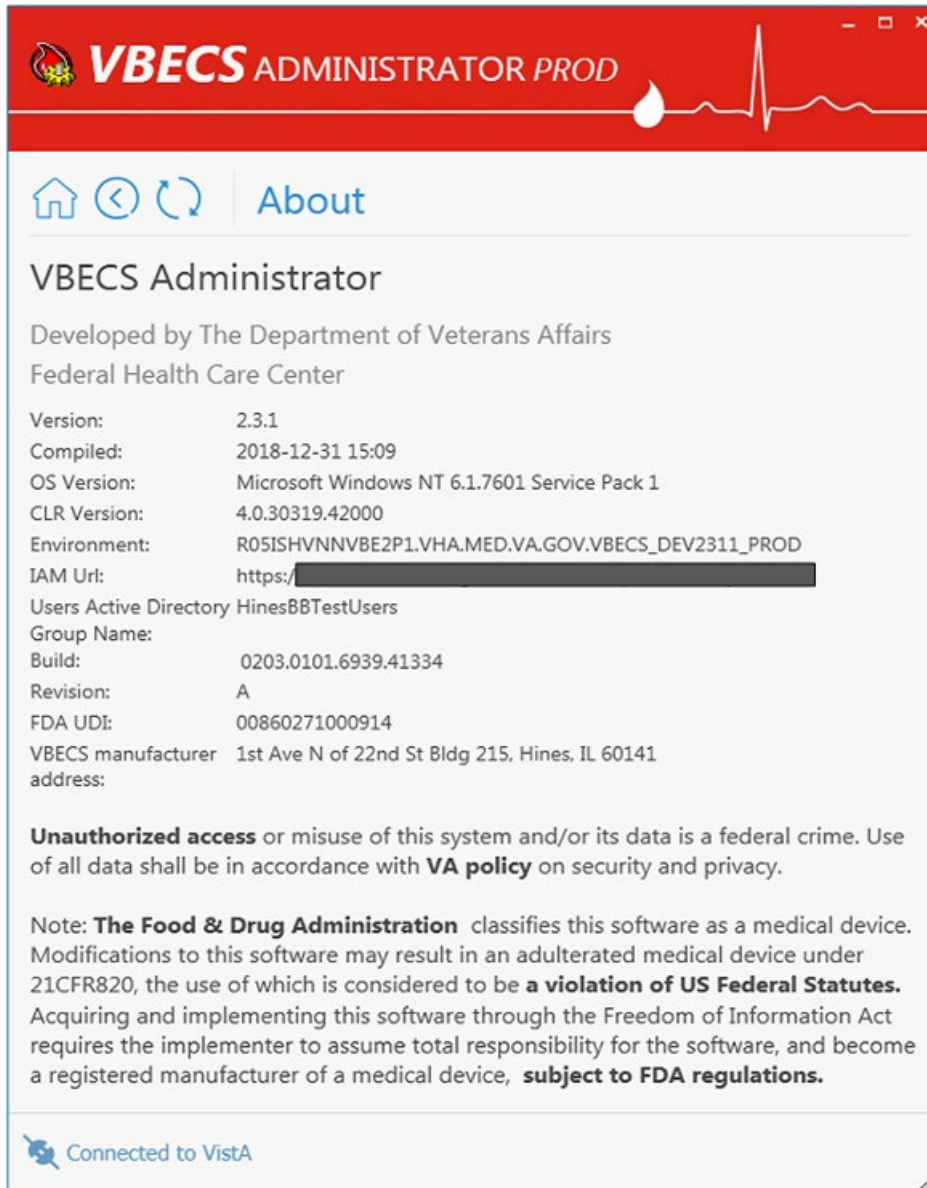 VBECS ADMINISTRATOR PROD
About
VBECS Administrator
Developed by The Department of Veterans Affairs
Federal Health Care Center
Version: 2.3.1
Compiled: 2018-12-31 15:09
OS Version: Microsoft Windows NT 6.1.7601 Service Pack 1
CLR Version: 4.0.30319.42000
Environment: R05ISHVNNVBE2P1.VHA.MED.VA.GOV.VBECS_DEV2311_PROD
IAM Url: https:/
Users Active Directory HinesBBTestUsers
Group Name:
Build: 0203.0101.6939.41334
Revision: A
FDA UDI: 00860271000914
VBECS manufacturer 1st Ave N of 22nd St Bldg 215, Hines, IL 60141
address:
Unauthorized access or misuse of this system and/or its data is a federal crime. Use
of all data shall be in accordance with VA policy on security and privacy.
Note: The Food & Drug Administration classifies this software as a medical device.
Modifications to this software may result in an adulterated medical device under
21CFR820, the use of which is considered to be a violation of US Federal Statutes.
Acquiring and implementing this software through the Freedom of Information Act
requires the implementer to assume total responsibility for the software, and become
a registered manufacturer of a medical device, subject to FDA regulations.
Connected to VistA